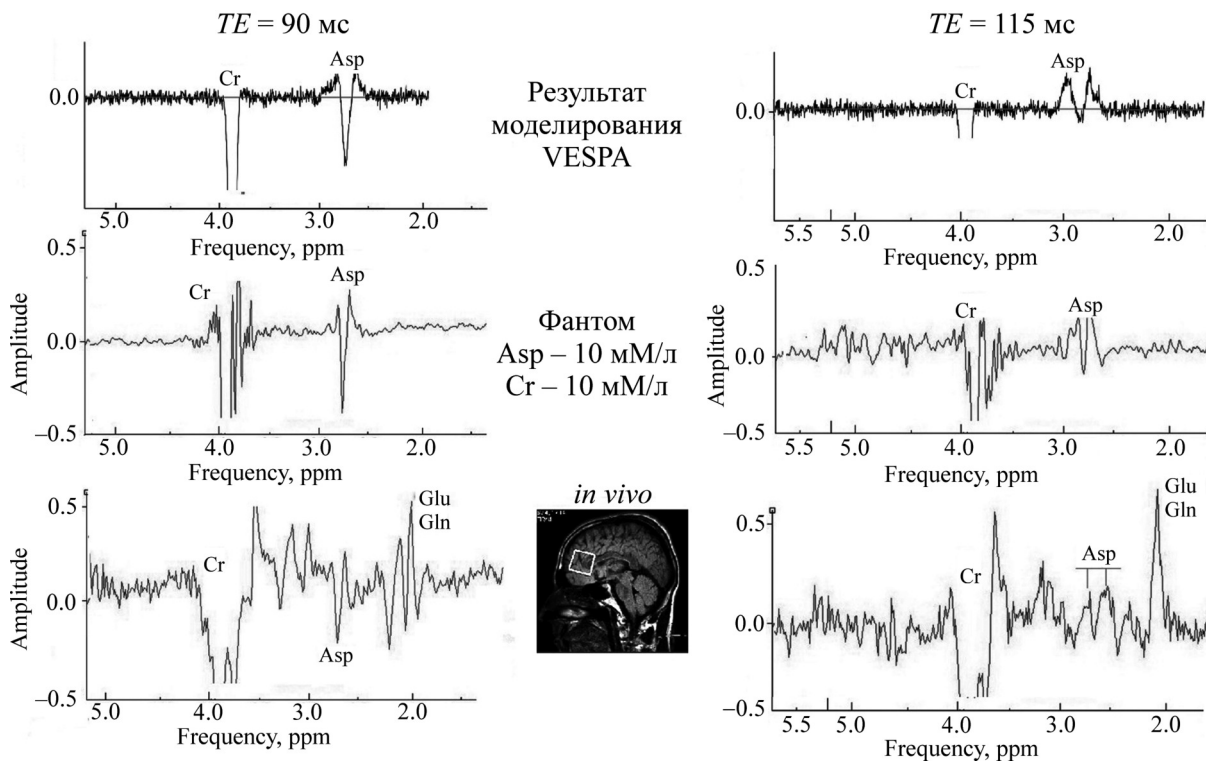 TE = 90 мс
Cr
Asp
0.0
5.0 4.0 3.0 2.0
Frequency, ppm
Результат
моделирования
VESPA
TE = 115 мс
Asp
Cr
0.0
5.5 5.0 4.0 3.0 2.0
Frequency, ppm
0.5
0.0
–0.5
Amplitude
Cr
Asp
5.0 4.0 3.0 2.0
Frequency, ppm
Фантом
Asp – 10 мМ/л
Cr – 10 мМ/л
0.5
0.0
–0.5
Amplitude
Cr
Asp
5.5 5.0 4.0 3.0 2.0
Frequency, ppm
0.5
0.0
–0.5
Amplitude
Cr
Asp
Glu
Gln
5.0 4.0 3.0 2.0
Frequency, ppm
in vivo
0.5
0.0
–0.5
Amplitude
Cr
Asp
Glu
Gln
5.5 5.0 4.0 3.0 2.0
Frequency, ppm